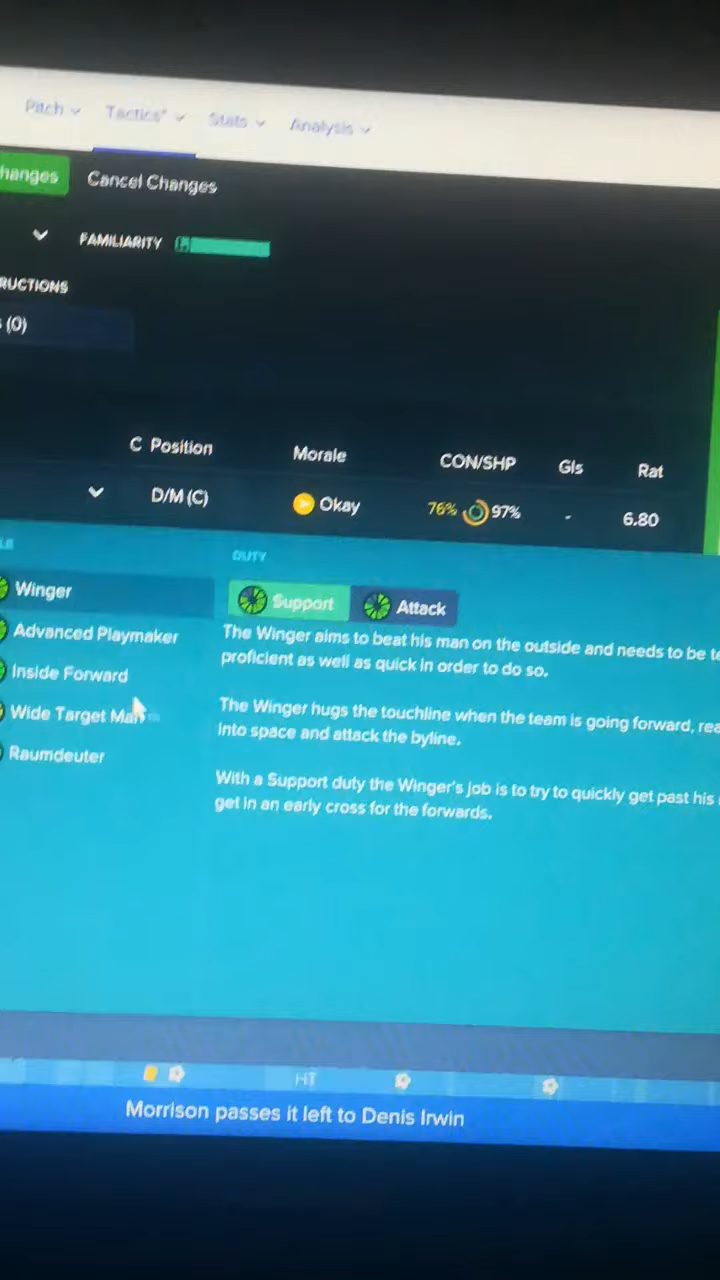 Pitch
Tactics*
Stats
Analysis
hanges
Cancel Changes
FAMILIARITY
RUCTIONS
(0)
C Position
Morale
CON/SHP
Gls
Rat
D/M (C)
Okay
76%
97%
-
6.80
LE
DUTY
Winger
Support
Attack
Advanced Playmaker
The Winger aims to beat his man on the outside and needs to be te
proficient as well as quick in order to do so.
Inside Forward
Wide Target Man
The Winger hugs the touchline when the team is going forward, rea
into space and attack the byline.
Raumdeuter
With a Support duty the Winger's job is to try to quickly get past his
get in an early cross for the forwards.
HT
Morrison passes it left to Denis Irwin